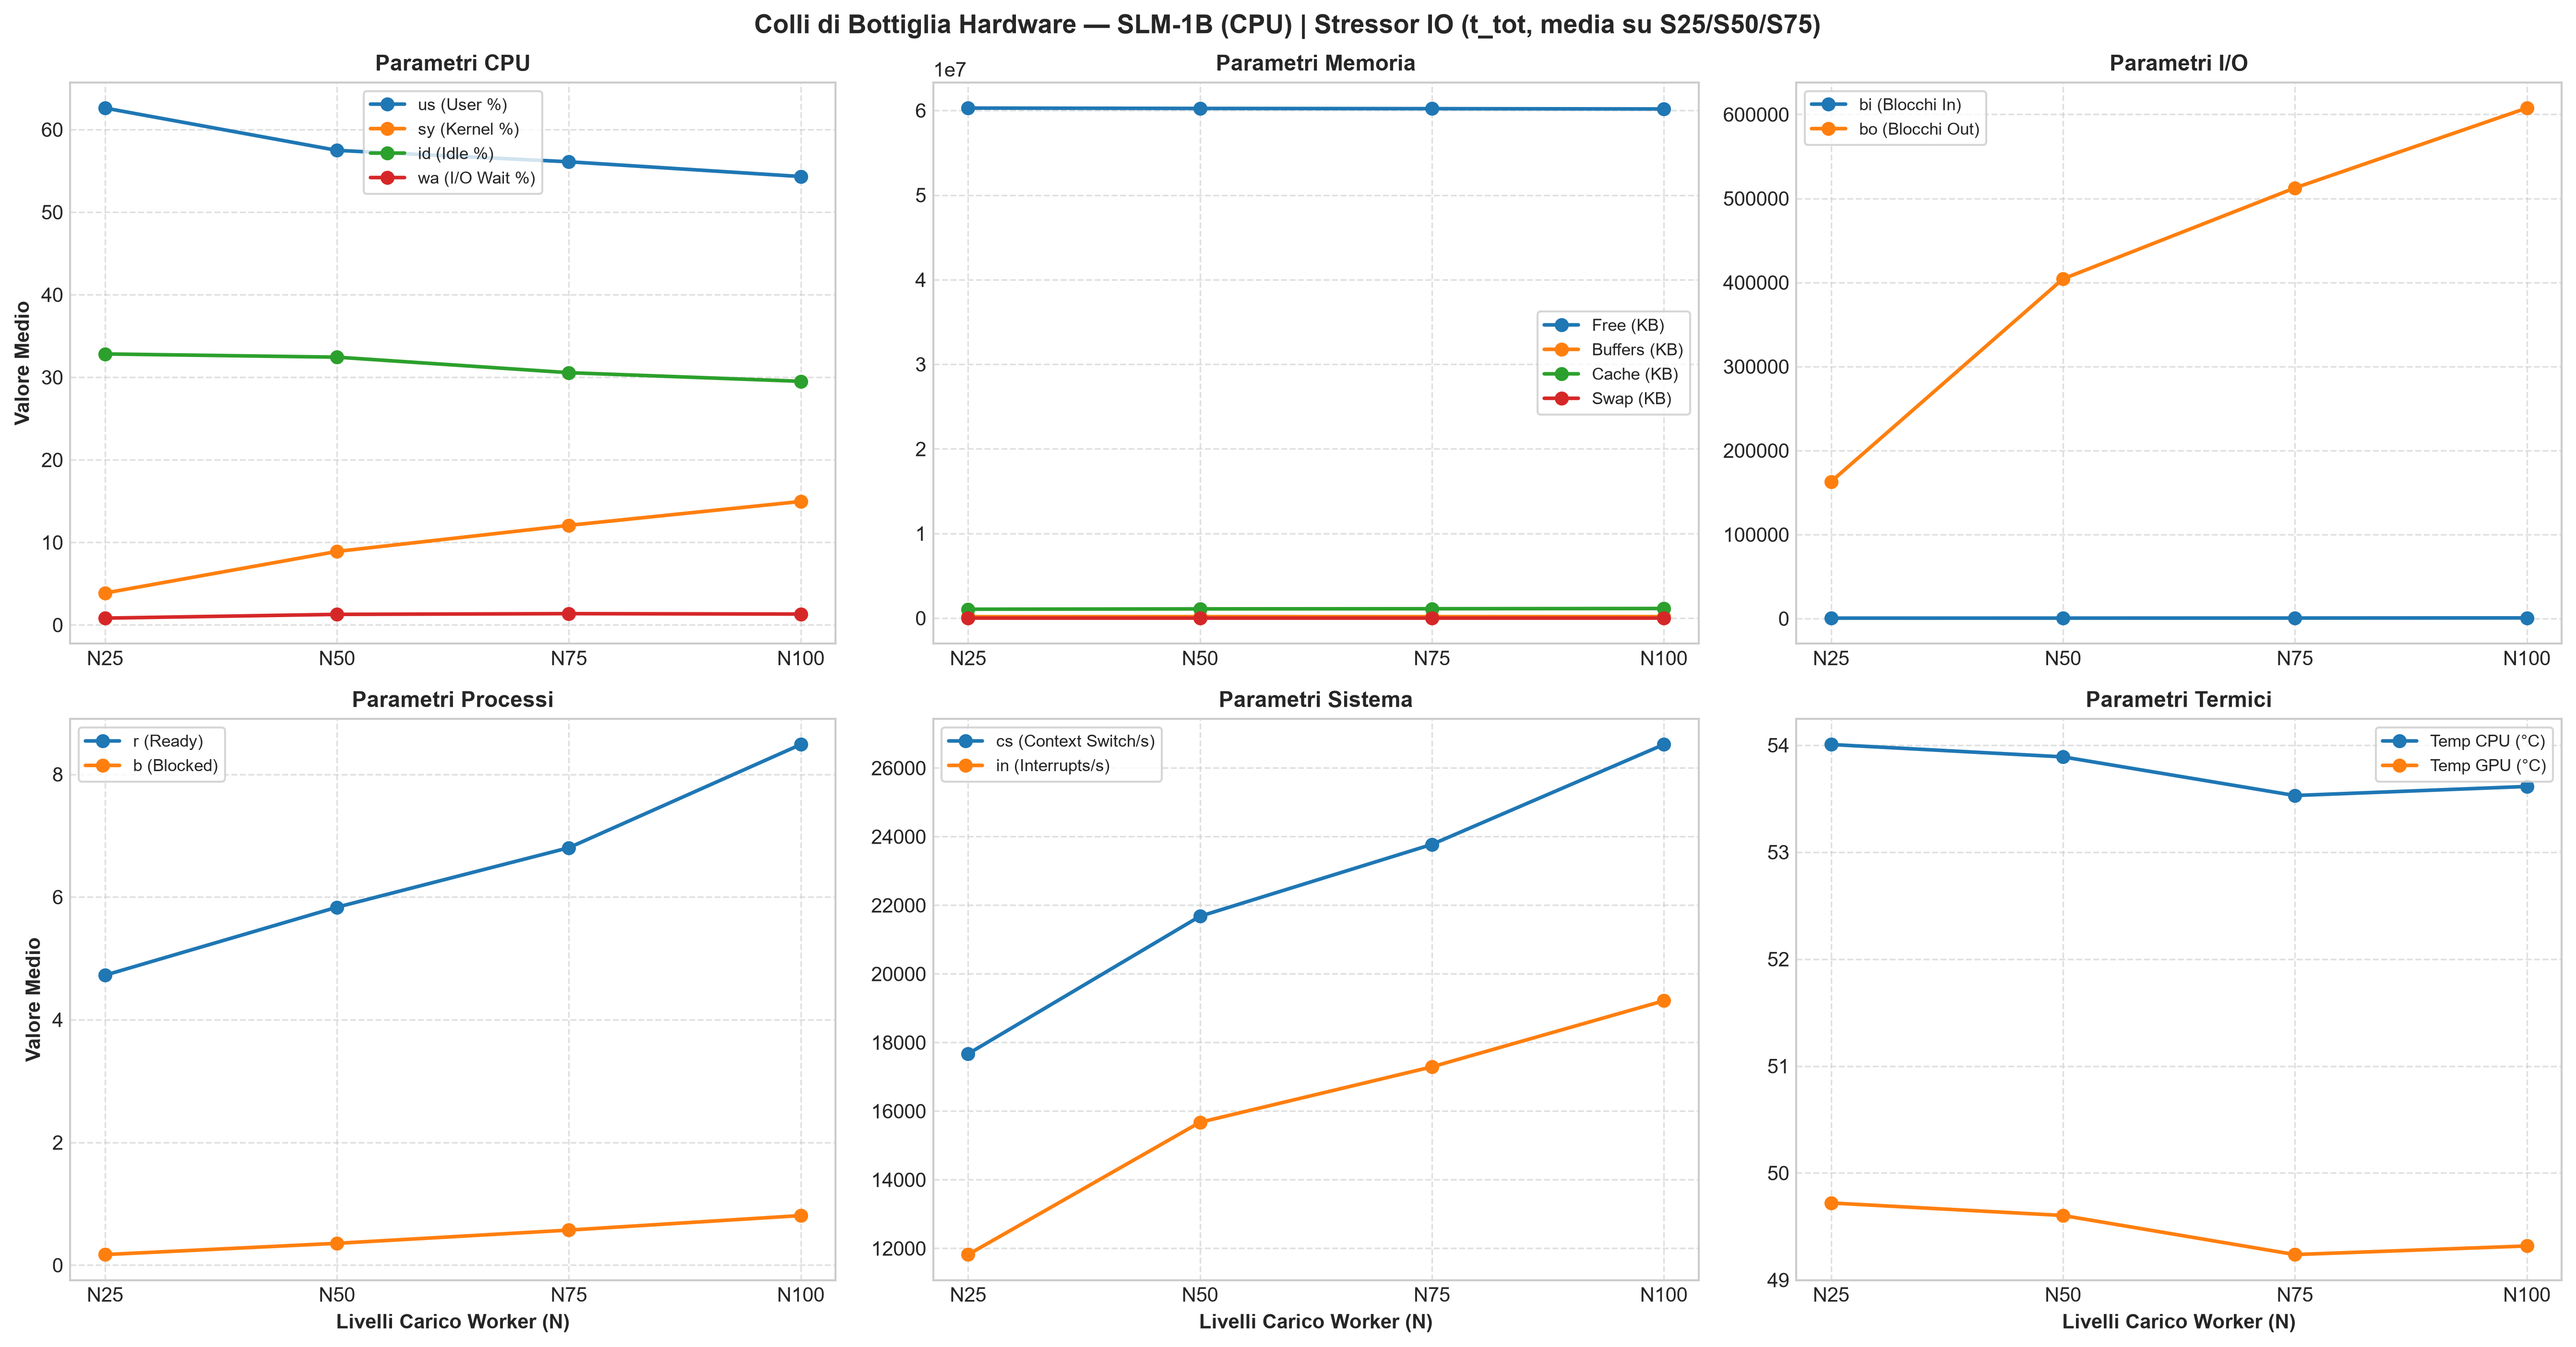 Colli di Bottiglia Hardware — SLM-1B (CPU) | Stressor IO (t_tot, media su S25/S50/S75)
Parametri CPU
Valore Medio
60
50
40
30
20
10
0
us (User %)
sy (Kernel %)
id (Idle %)
wa (I/O Wait %)
N25 N50 N75 N100
Parametri Memoria
1e7
6
5
4
3
2
1
0
Free (KB)
Buffers (KB)
Cache (KB)
Swap (KB)
N25 N50 N75 N100
Parametri I/O
600000
500000
400000
300000
200000
100000
0
bi (Blocchi In)
bo (Blocchi Out)
N25 N50 N75 N100
Parametri Processi
Valore Medio
8
6
4
2
0
r (Ready)
b (Blocked)
N25 N50 N75 N100
Livelli Carico Worker (N)
Parametri Sistema
26000
24000
22000
20000
18000
16000
14000
12000
cs (Context Switch/s)
in (Interrupts/s)
N25 N50 N75 N100
Livelli Carico Worker (N)
Parametri Termici
54
53
52
51
50
49
Temp CPU (°C)
Temp GPU (°C)
N25 N50 N75 N100
Livelli Carico Worker (N)